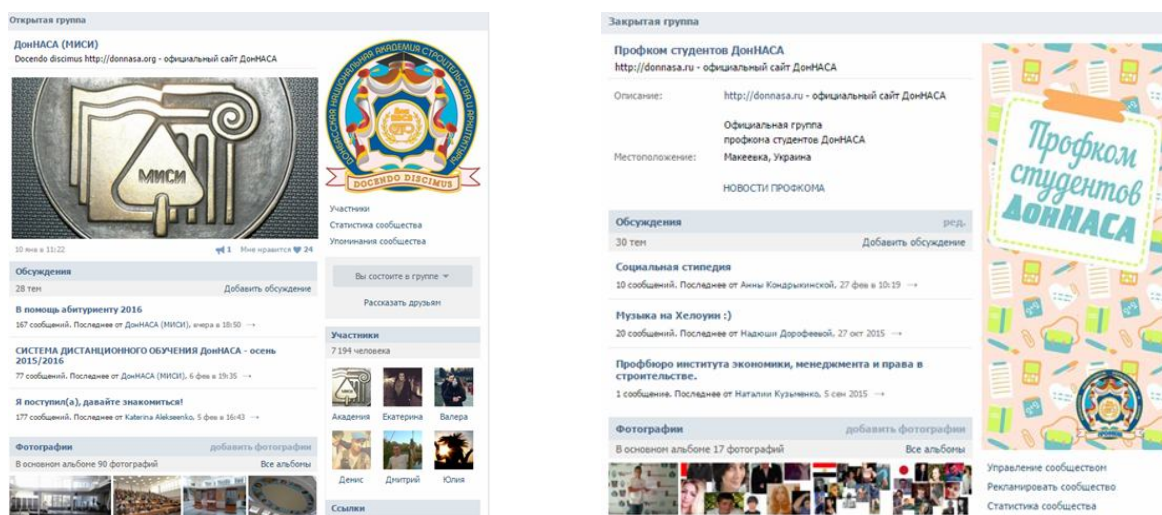 Открытая группа
ДонНАСА (МИСИ)
Docendo discimus http://donnasa.org - официальный сайт ДонНАСА
МИСИ
10 янв в 11:22
1 Мне нравится 24
Обсуждения
28 тем Добавить обсуждение
В помощь абитуриенту 2016
167 сообщений. Последнее от ДонНАСА (МИСИ), вчера в 18:50 →
СИСТЕМА ДИСТАНЦИОННОГО ОБУЧЕНИЯ ДонНАСА - осень
2015/2016
77 сообщений. Последнее от ДонНАСА (МИСИ), 6 фев в 19:35 →
Я поступил(а), давайте знакомиться!
177 сообщений. Последнее от Katerina Alekseenko, 5 фев в 16:43 →
Фотографии добавить фотографии
В основном альбоме 90 фотографий Все альбомы
ДОНБАССКАЯ НАЦИОНАЛЬНАЯ АКАДЕМИЯ СТРОИТЕЛЬСТВА И АРХИТЕКТУРЫ
DOCENDO DISCIMUS
Участники
Статистика сообщества
Упоминания сообщества
Вы состоите в группе
Рассказать друзьям
Участники
7 194 человека
Академия Екатерина Валера
Денис Дмитрий Юлия
Ссылки
Закрытая группа
Профком студентов ДонНАСА
http://donnasa.ru - официальный сайт ДонНАСА
Описание: http://donnasa.ru - официальный сайт ДонНАСА
Официальная группа
профкома студентов ДонНАСА
Местоположение: Макеевка, Украина
НОВОСТИ ПРОФКОМА
Обсуждения ред.
30 тем Добавить обсуждение
Социальная стипедия
10 сообщений. Последнее от Анны Кондрыкинской, 27 фев в 10:19 →
Музыка на Хелоуин :)
20 сообщений. Последнее от Надюши Дорофеевой, 27 окт 2015 →
Профбюро института экономики, менеджмента и права в
строительстве.
1 сообщение. Последнее от Наталии Кузьменко, 5 сен 2015 →
Фотографии добавить фотографии
В основном альбоме 17 фотографий Все альбомы
Профком
студентов
ДонНАСА
Управление сообществом
Рекламировать сообщество
Статистика сообщества